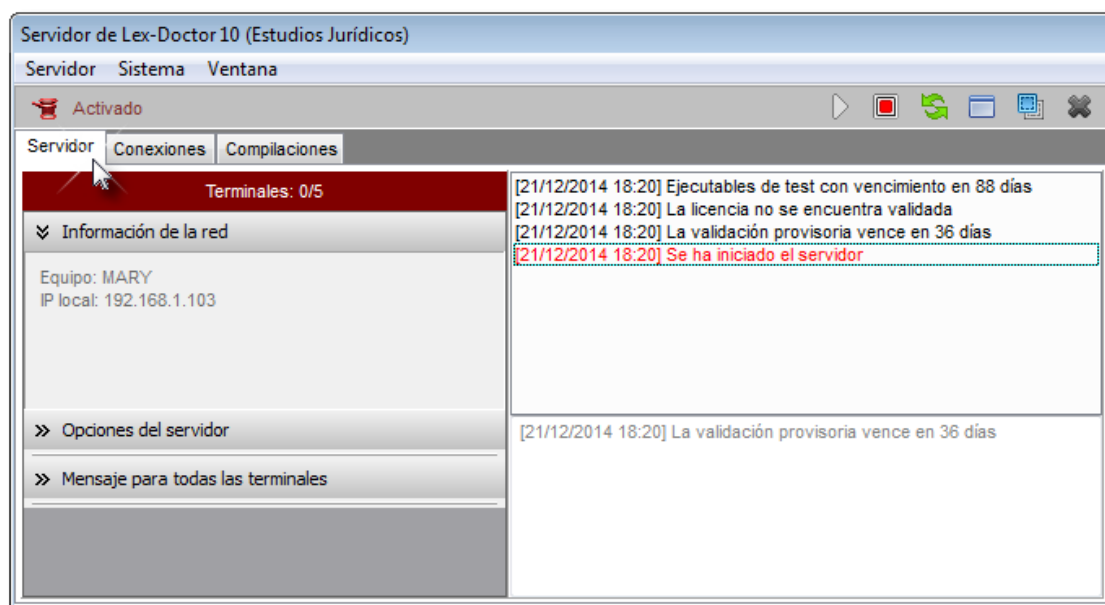 Servidor de Lex-Doctor 10 (Estudios Jurídicos)
Servidor Sistema Ventana
Activado
Servidor Conexiones Compilaciones
Terminales: 0/5
Información de la red
Equipo: MARY
IP local: 192.168.1.103
Opciones del servidor
Mensaje para todas las terminales
[21/12/2014 18:20] Ejecutables de test con vencimiento en 88 días
[21/12/2014 18:20] La licencia no se encuentra validada
[21/12/2014 18:20] La validación provisoria vence en 36 días
[21/12/2014 18:20] Se ha iniciado el servidor
[21/12/2014 18:20] La validación provisoria vence en 36 días